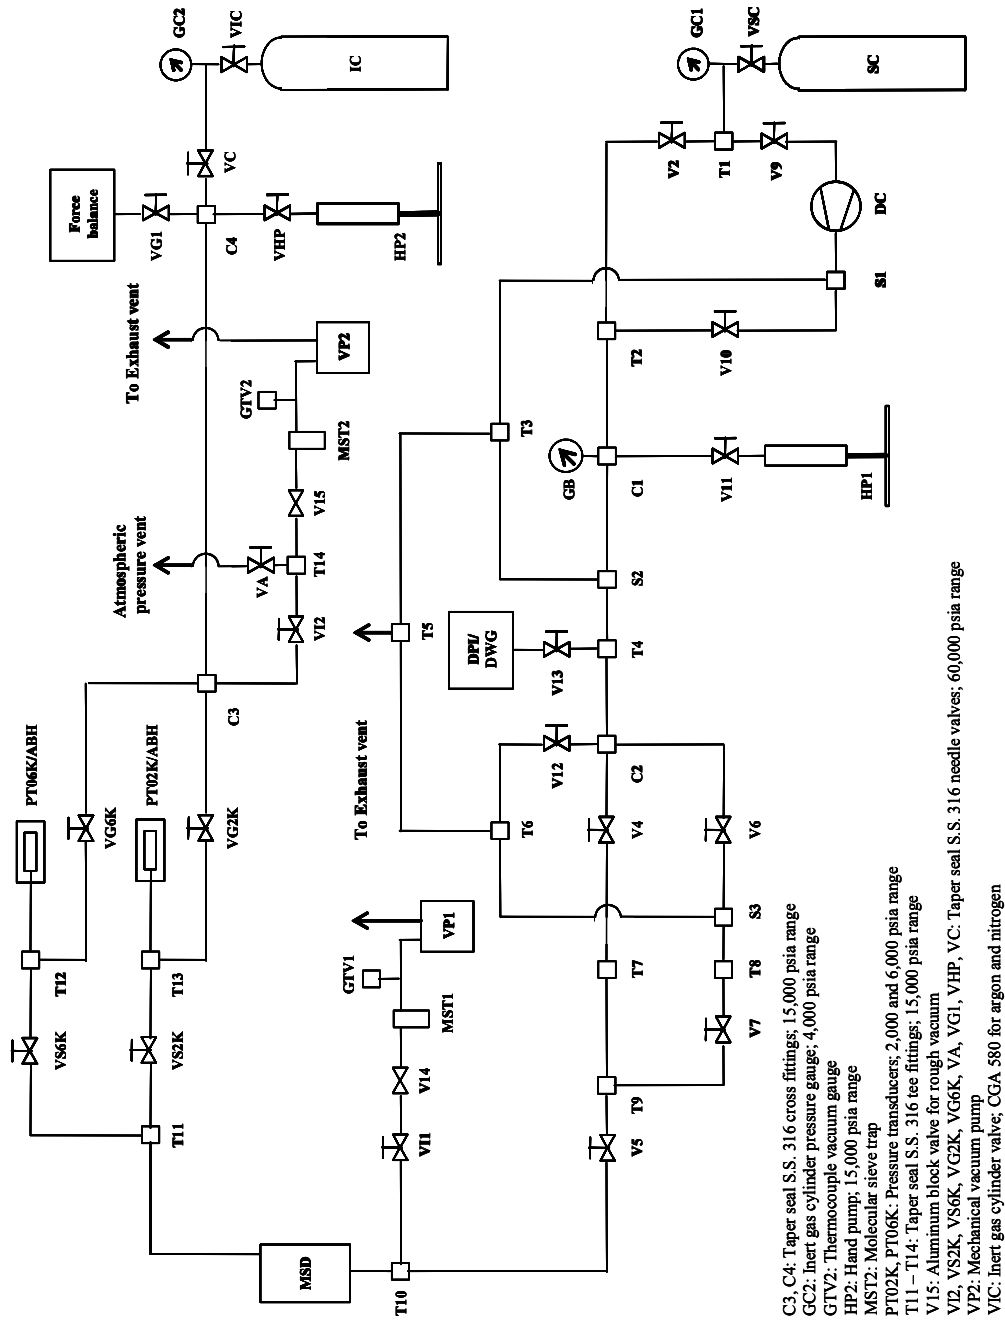 PT06K/ABH
T12
VS6K
VG6K
Force
balance
Atmospheric
pressure vent
To Exhaust vent
PT02K/ABH
VG1
T11
VS2K
T13
GC2
VG2K
C3
C4
VC
VIC
GTV2
VA
VHP
MSD
VI2
T14
V15
MST2
VP2
GTV1
IC
To Exhaust vent
HP2
T10
VI1
V14
MST1
VP1
T5
DPI/
DWG
T6
T3
V12
V13
GB
T9
V5
T7
V4
C2
T4
S2
C1
T2
V2
GC1
T1
VSC
V7
T8
S3
V6
V11
V10
V9
HP1
S1
DC
SC
C3, C4: Taper seal S.S. 316 cross fittings; 15,000 psia range
GC2: Inert gas cylinder pressure gauge; 4,000 psia range
GTV2: Thermocouple vacuum gauge
HP2: Hand pump; 15,000 psia range
MST2: Molecular sieve trap
PT02K, PT06K: Pressure transducers; 2,000 and 6,000 psia range
T11 – T14: Taper seal S.S. 316 tee fittings; 15,000 psia range
V15: Aluminum block valve for rough vacuum
VI2, VS2K, VS6K, VG2K, VG6K, VA, VG1, VHP, VC: Taper seal S.S. 316 needle valves; 60,000 psia range
VP2: Mechanical vacuum pump
VIC: Inert gas cylinder valve; CGA 580 for argon and nitrogen